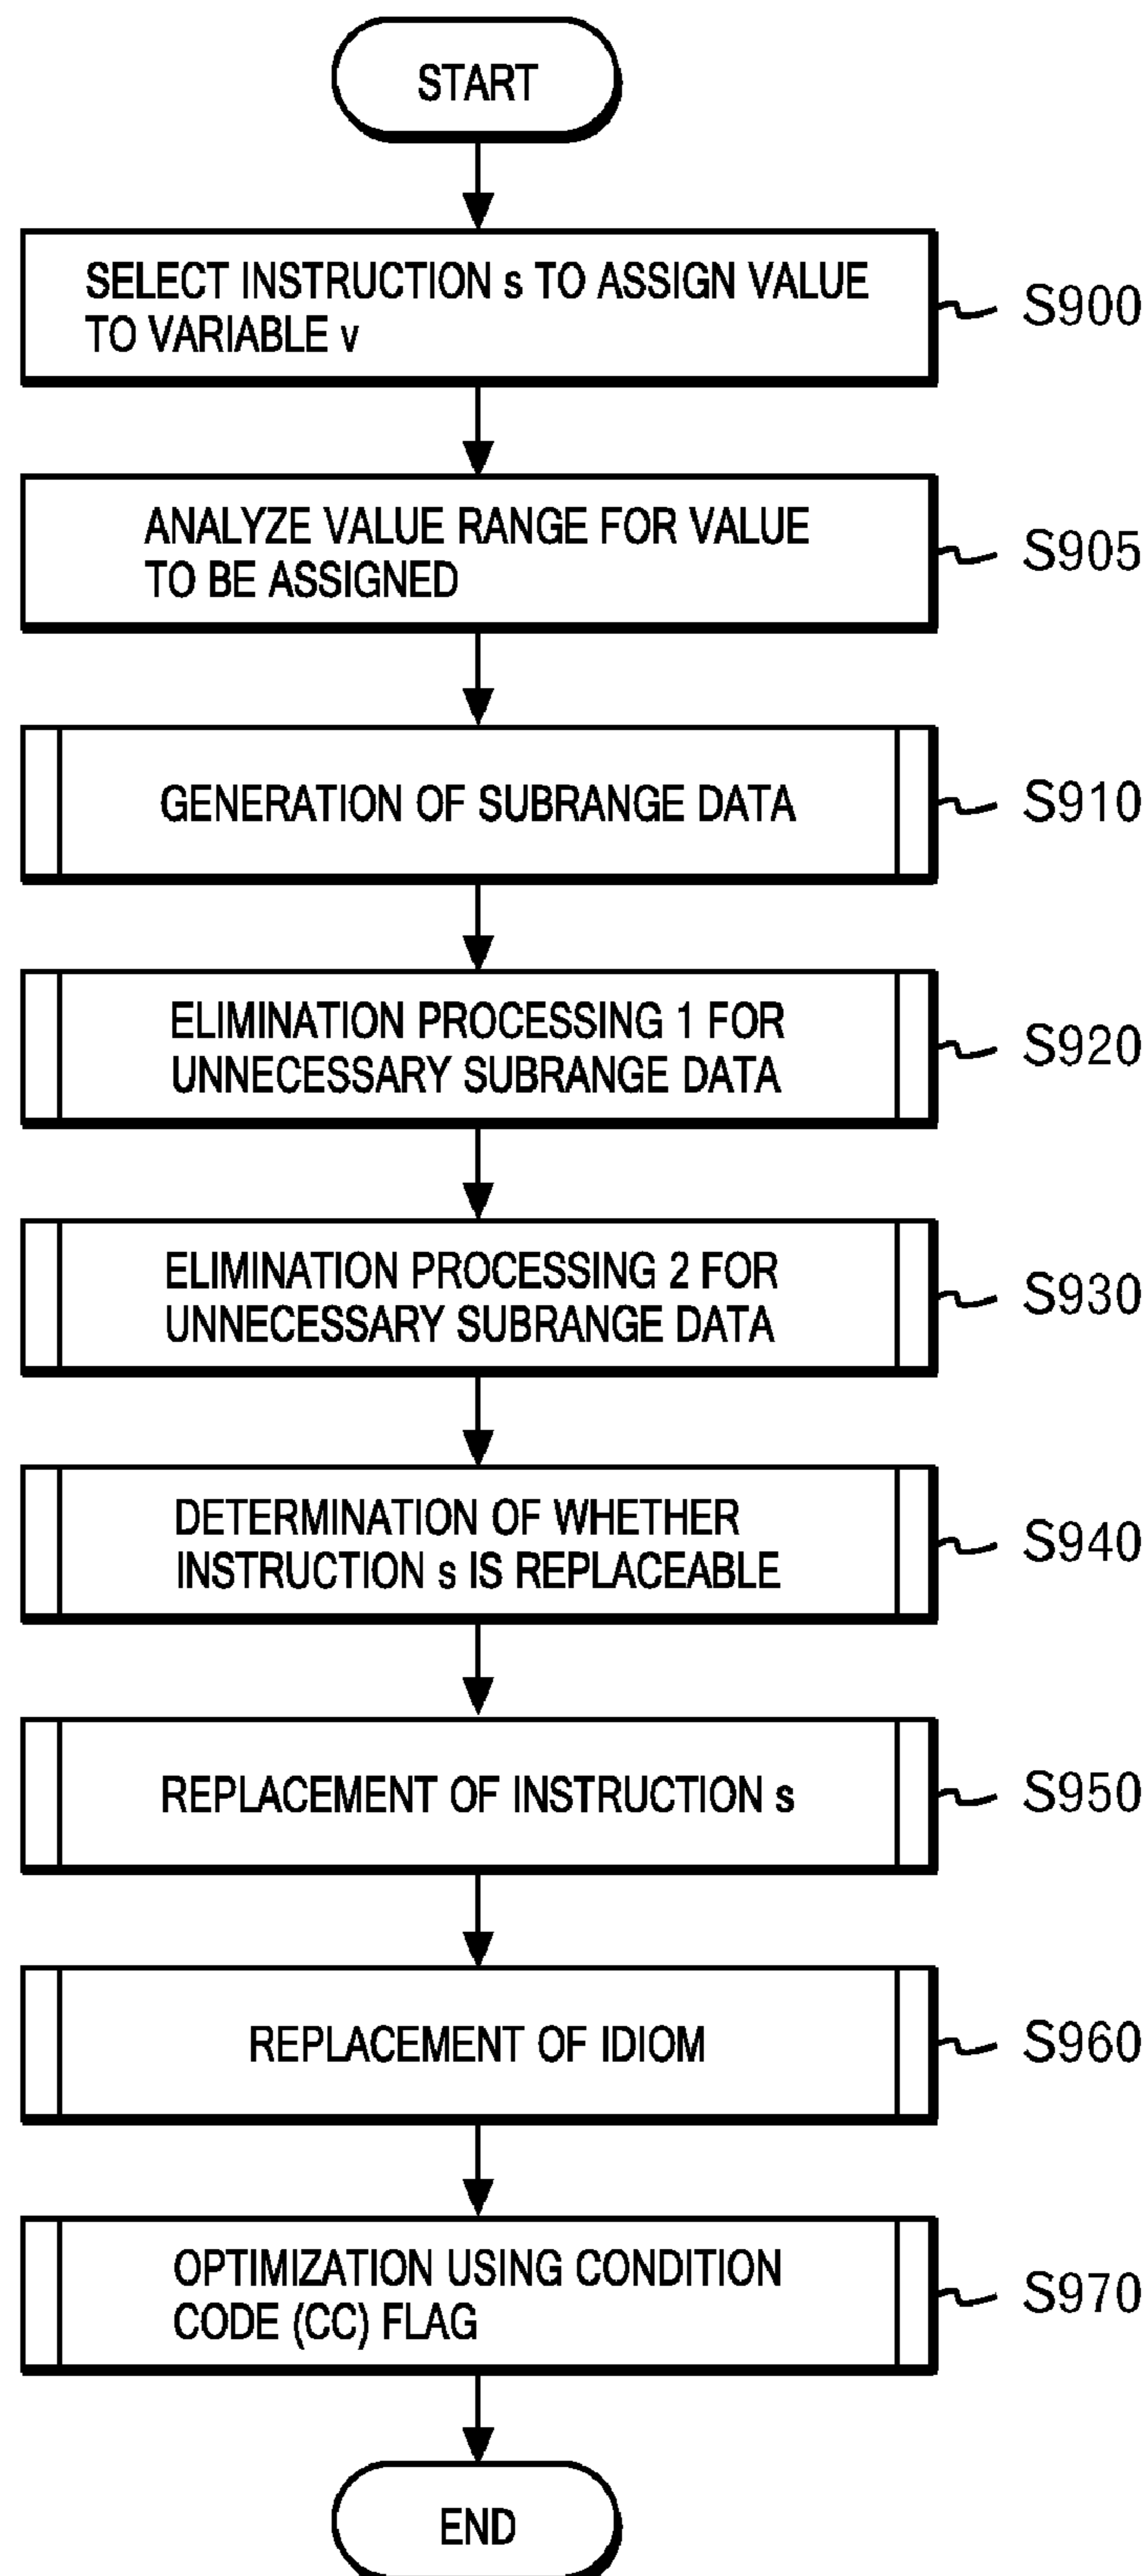 START
SELECT INSTRUCTION s TO ASSIGN VALUE
TO VARIABLE v
S900
ANALYZE VALUE RANGE FOR VALUE
TO BE ASSIGNED
S905
GENERATION OF SUBRANGE DATA
S910
ELIMINATION PROCESSING 1 FOR
UNNECESSARY SUBRANGE DATA
S920
ELIMINATION PROCESSING 2 FOR
UNNECESSARY SUBRANGE DATA
S930
DETERMINATION OF WHETHER
INSTRUCTION s IS REPLACEABLE
S940
REPLACEMENT OF INSTRUCTION s
S950
REPLACEMENT OF IDIOM
S960
OPTIMIZATION USING CONDITION
CODE (CC) FLAG
S970
END